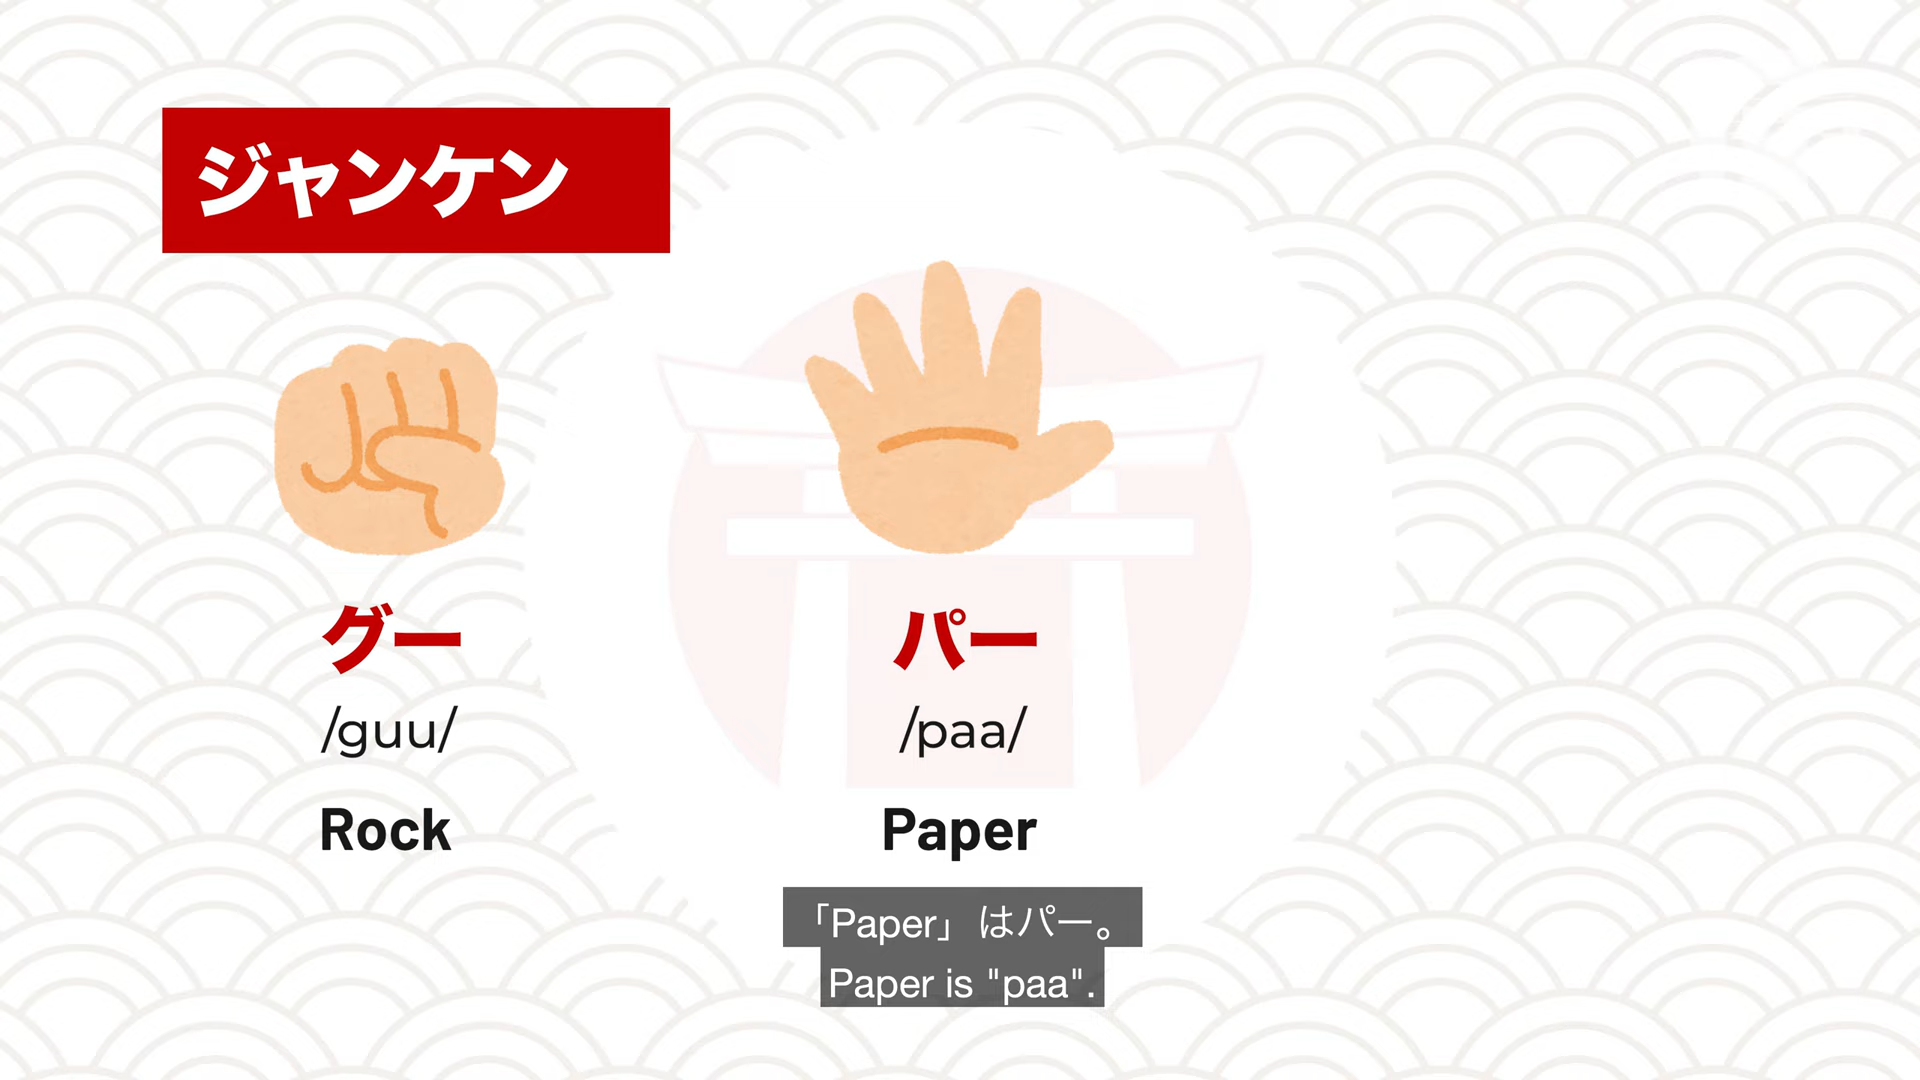 ジャンケン
グー
/guu/
Rock
パー
/paa/
Paper
「Paper」 はパー。
Paper is "paa".